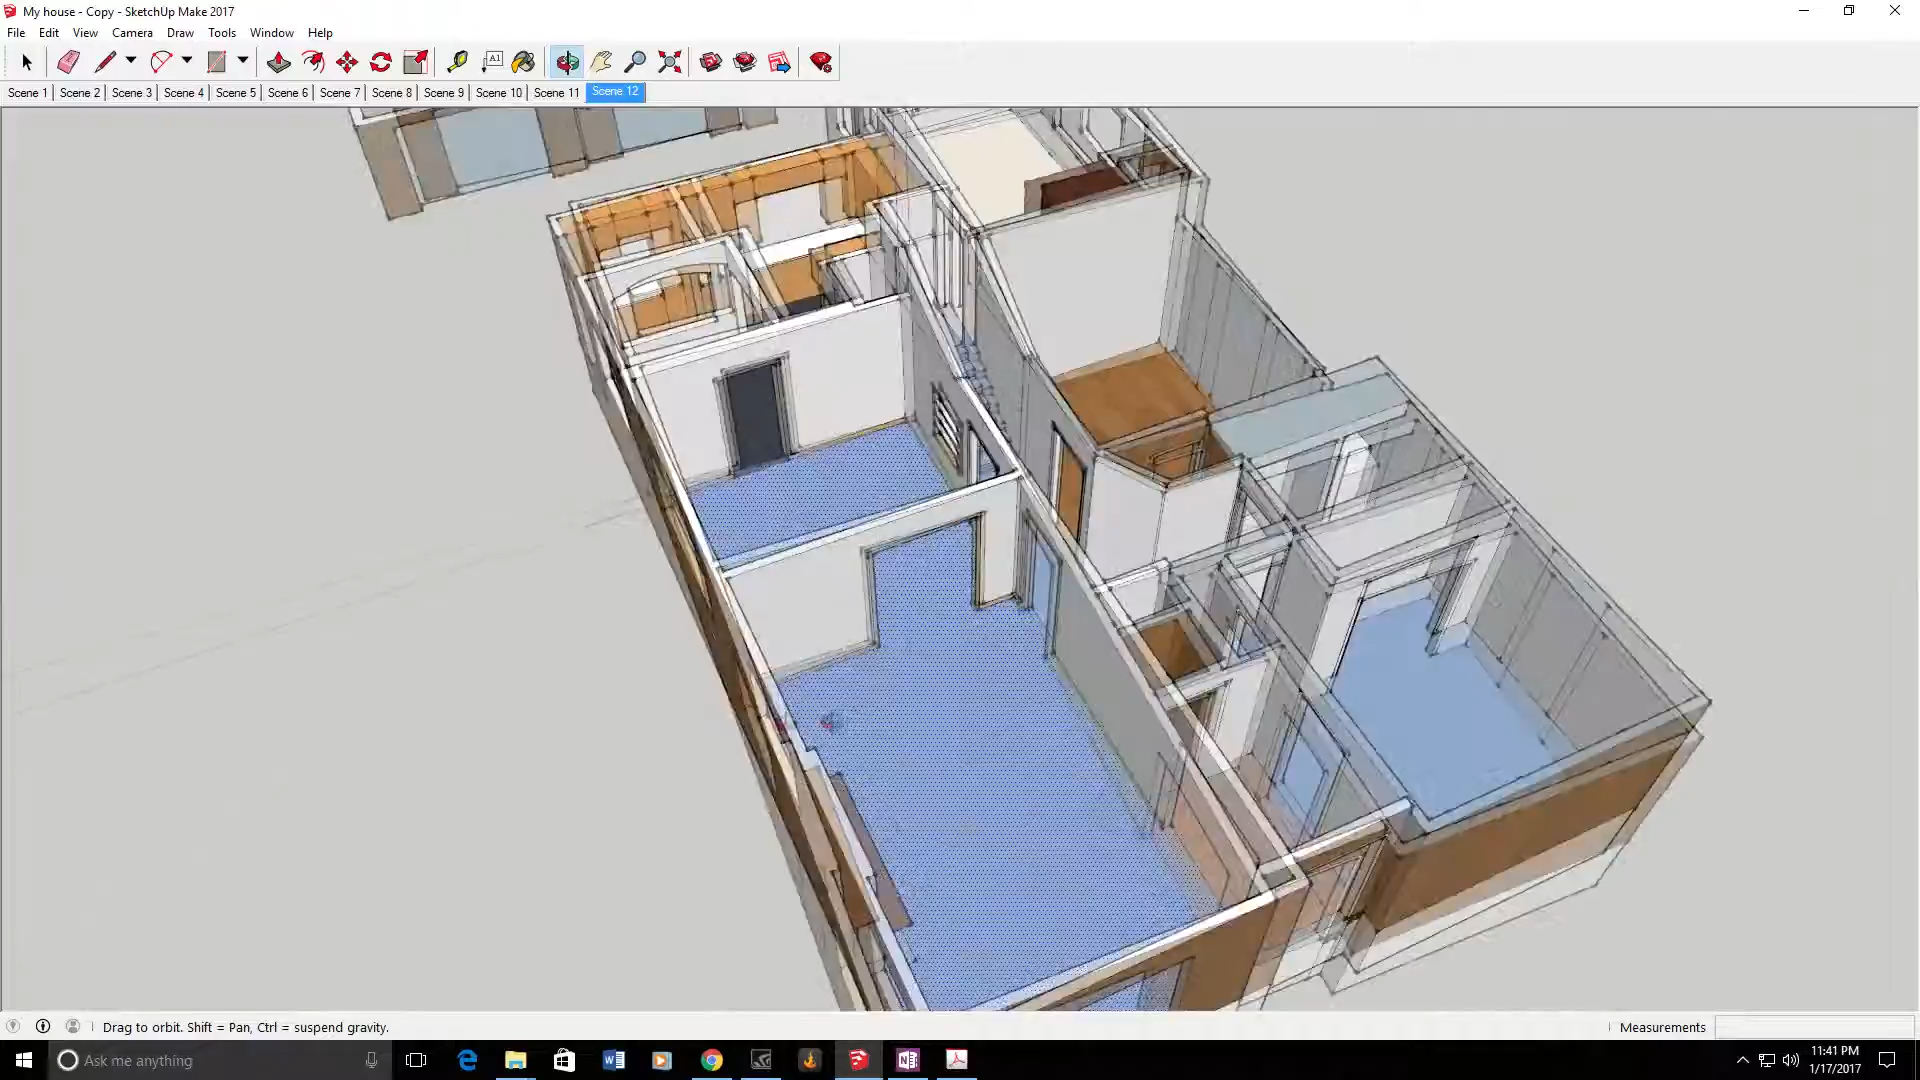 My house - Copy - SketchUp Make 2017
File Edit View Camera Draw Tools Window Help
A1
Scene 1 Scene 2 Scene 3 Scene 4 Scene 5 Scene 6 Scene 7 Scene 8 Scene 9 Scene 10 Scene 11 Scene 12
Drag to orbit. Shift = Pan, Ctrl = suspend gravity.
Measurements
Ask me anything
11:41 PM
1/17/2017